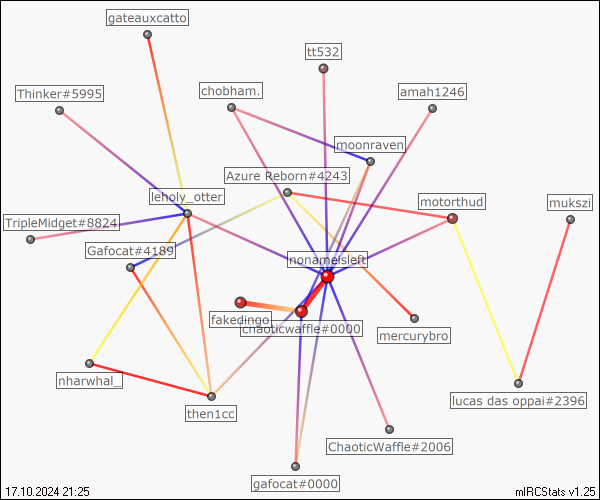 gateauxcatto
tt532
Thinker#5995
chobham.
amah1246
moonraven
Azure Reborn#4243
leholy_otter
motorthud
mukszi
TripleMidget#8824
Gafocat#4189
nonameisleft
fakedingo
chaoticwaffle#0000
mercurybro
nharwhal_
then1cc
lucas das oppai#2396
ChaoticWaffle#2006
gafocat#0000
17.10.2024 21:25
mIRCStats v1.25